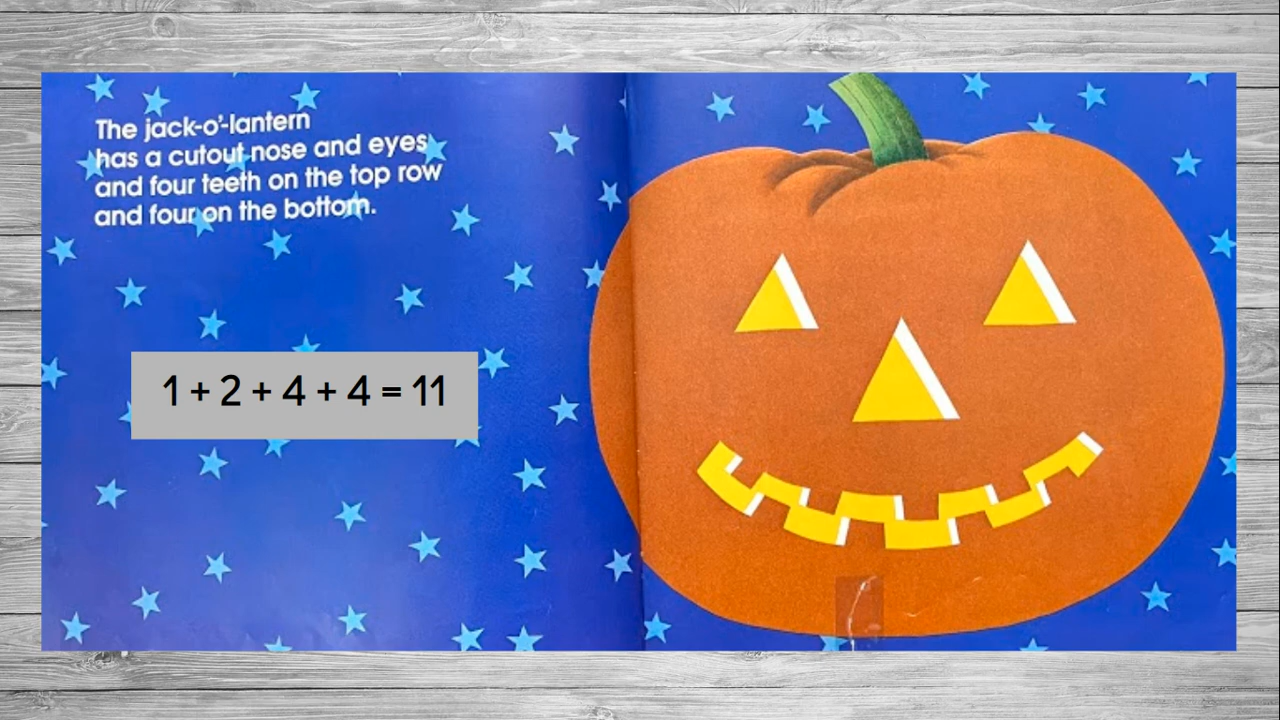 The jack-o'-lantern
has a cutout nose and eyes
and four teeth on the top row
and four on the bottom.
1 + 2 + 4 + 4 = 11